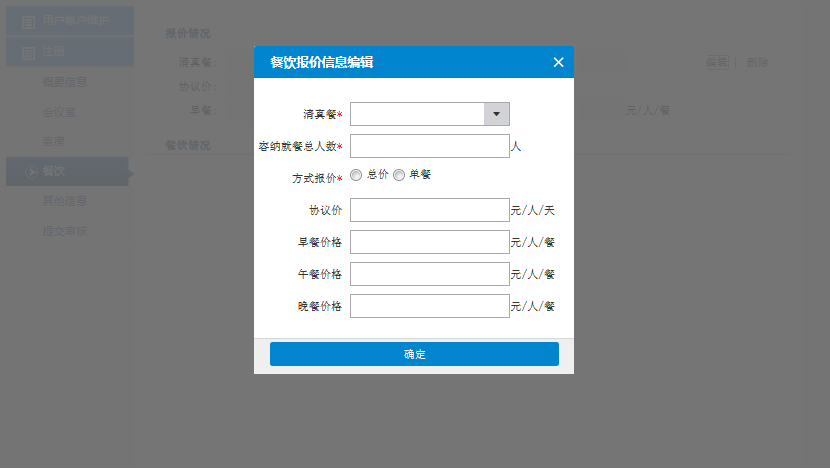 用户帐户维护
注册
概要信息
会议室
客房
餐饮
其他信息
提交审核
报价情况
清真餐: 编辑 | 删除
协议价:
早餐: 元/人/餐
餐饮情况
餐饮报价信息编辑
清真餐*
容纳就餐总人数* 人
方式报价* 总价 单餐
协议价 元/人/天
早餐价格 元/人/餐
午餐价格 元/人/餐
晚餐价格 元/人/餐
确定